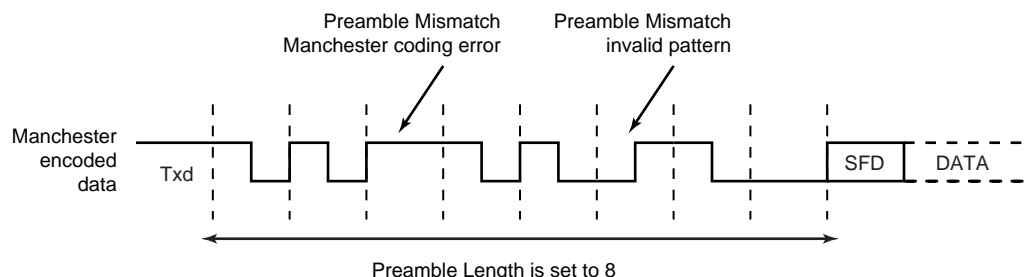 Preamble Mismatch
Manchester coding error
Preamble Mismatch
invalid pattern
Manchester
encoded
data
Txd
SFD
DATA
Preamble Length is set to 8